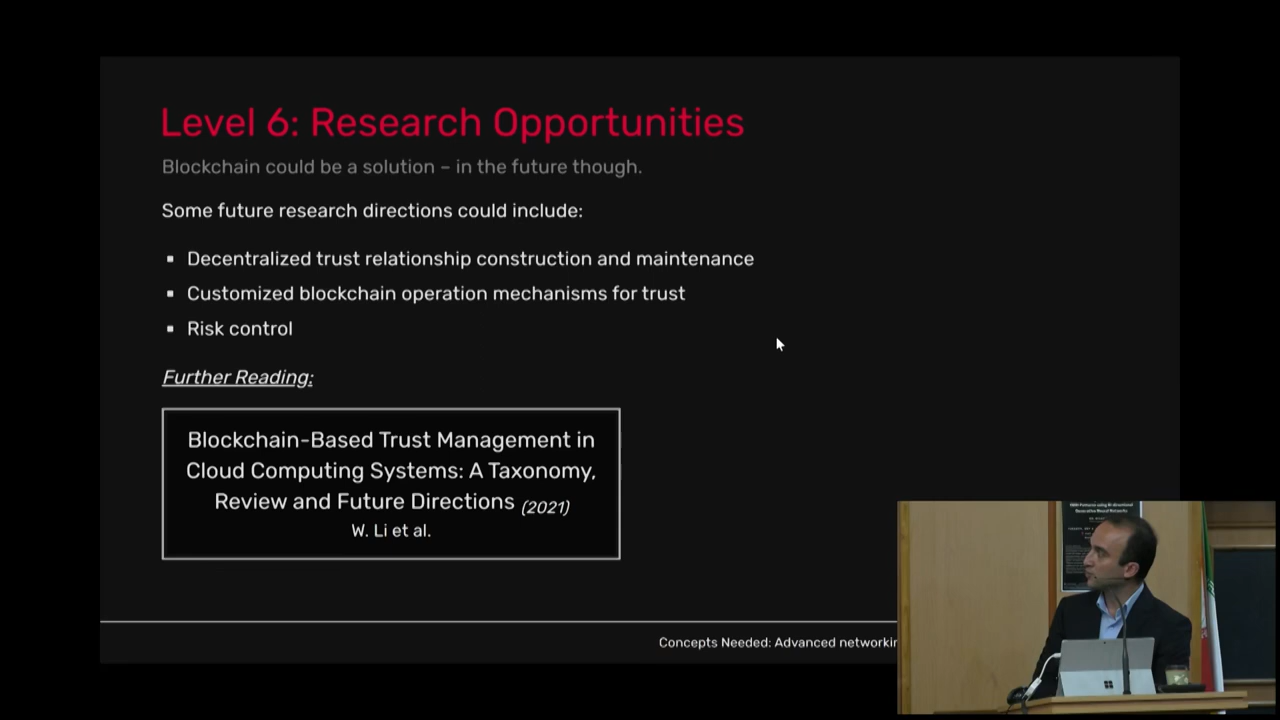 Level 6: Research Opportunities
Blockchain could be a solution – in the future though.
Some future research directions could include:
▪ Decentralized trust relationship construction and maintenance
▪ Customized blockchain operation mechanisms for trust
▪ Risk control
Further Reading:
Blockchain-Based Trust Management in
Cloud Computing Systems: A Taxonomy,
Review and Future Directions (2021)
W. Li et al.
Concepts Needed: Advanced